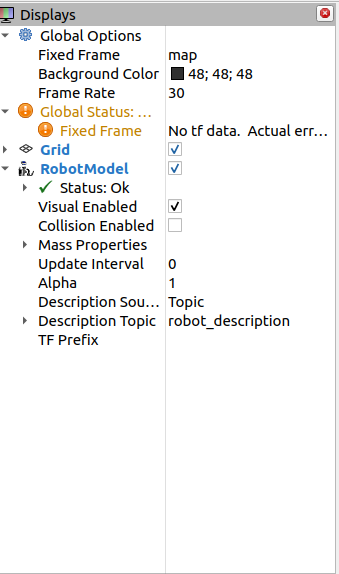 Displays
Global Options
Fixed Frame map
Background Color 48; 48; 48
Frame Rate 30
Global Status: ...
Fixed Frame No tf data. Actual err...
Grid
RobotModel
Status: Ok
Visual Enabled
Collision Enabled
Mass Properties
Update Interval 0
Alpha 1
Description Sou... Topic
Description Topic robot_description
TF Prefix